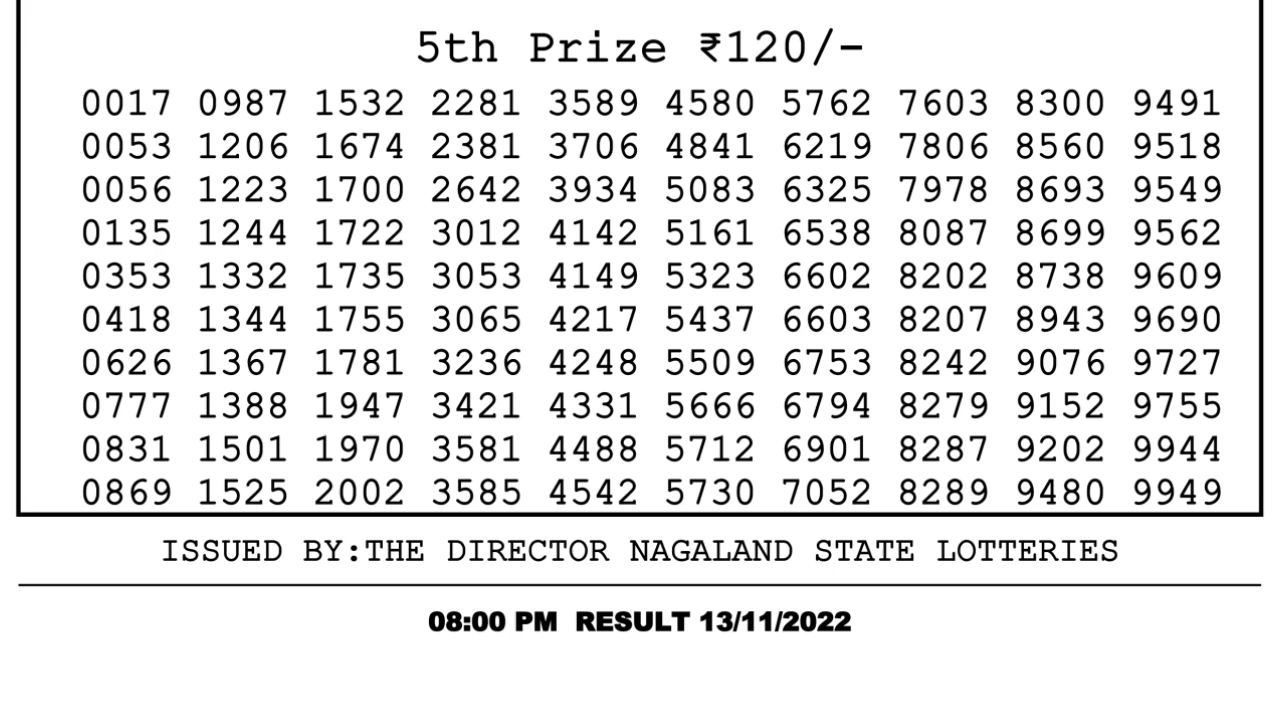 5th Prize ₹120/-
0017 0987 1532 2281 3589 4580 5762 7603 8300 9491
0053 1206 1674 2381 3706 4841 6219 7806 8560 9518
0056 1223 1700 2642 3934 5083 6325 7978 8693 9549
0135 1244 1722 3012 4142 5161 6538 8087 8699 9562
0353 1332 1735 3053 4149 5323 6602 8202 8738 9609
0418 1344 1755 3065 4217 5437 6603 8207 8943 9690
0626 1367 1781 3236 4248 5509 6753 8242 9076 9727
0777 1388 1947 3421 4331 5666 6794 8279 9152 9755
0831 1501 1970 3581 4488 5712 6901 8287 9202 9944
0869 1525 2002 3585 4542 5730 7052 8289 9480 9949
ISSUED BY:THE DIRECTOR NAGALAND STATE LOTTERIES
08:00 PM RESULT 13/11/2022